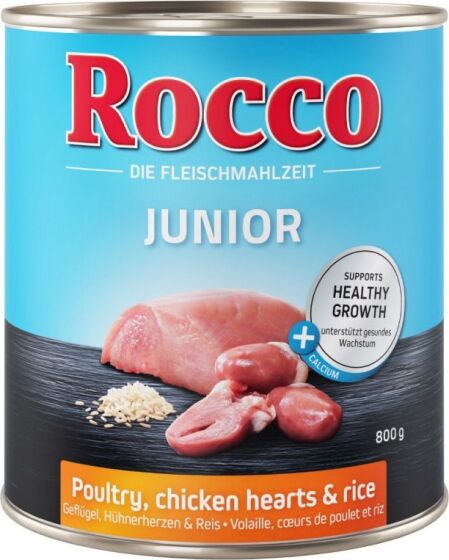 Rocco
DIE FLEISCHMAHLZEIT
JUNIOR
SUPPORTS
HEALTHY
GROWTH
unterstützt gesundes
Wachstum
+
CALCIUM
800 g
Poultry, chicken hearts & rice
Geflügel, Hühnerherzen & Reis • Volaille, cœurs de poulet et riz